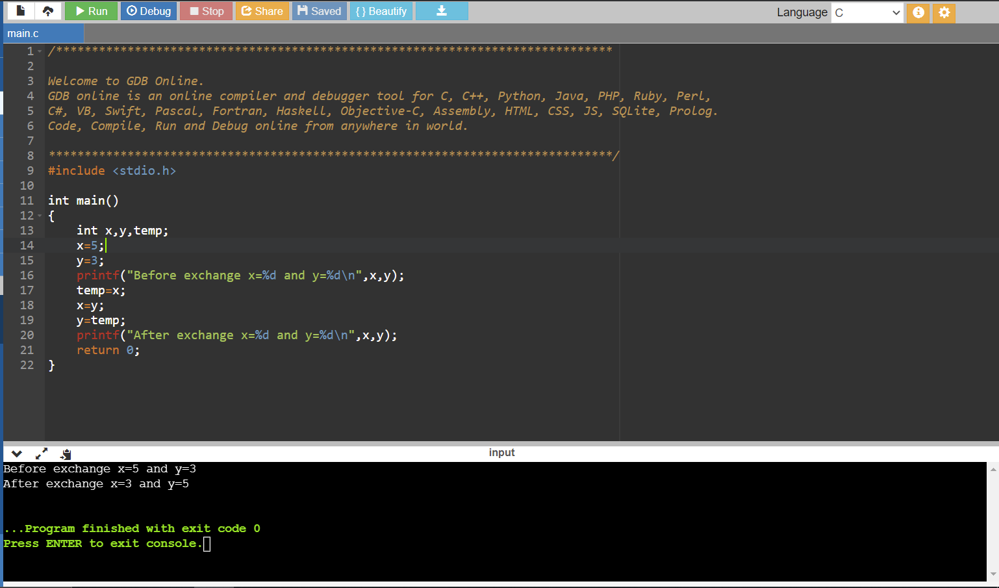 Run Debug Stop Share Saved {} Beautify Language C
main.c
1 /******************************************************************************
2
3 Welcome to GDB Online.
4 GDB online is an online compiler and debugger tool for C, C++, Python, Java, PHP, Ruby, Perl,
5 C#, VB, Swift, Pascal, Fortran, Haskell, Objective-C, Assembly, HTML, CSS, JS, SQLite, Prolog.
6 Code, Compile, Run and Debug online from anywhere in world.
7
8 *******************************************************************************/
9 #include <stdio.h>
10
11 int main()
12 {
13     int x,y,temp;
14     x=5;
15     y=3;
16     printf("Before exchange x=%d and y=%d\n",x,y);
17     temp=x;
18     x=y;
19     y=temp;
20     printf("After exchange x=%d and y=%d\n",x,y);
21     return 0;
22 }
input
Before exchange x=5 and y=3
After exchange x=3 and y=5
...Program finished with exit code 0
Press ENTER to exit console.